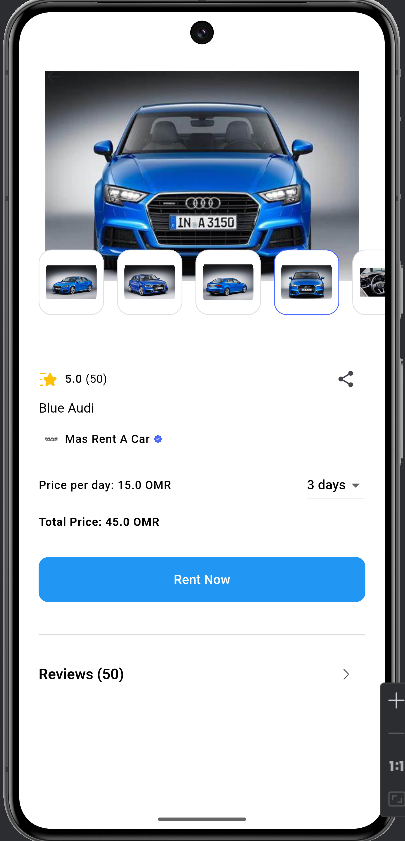 IN A 3150
5.0 (50)
Blue Audi
Mas Rent A Car
Price per day: 15.0 OMR
3 days
Total Price: 45.0 OMR
Rent Now
Reviews (50)
1:1